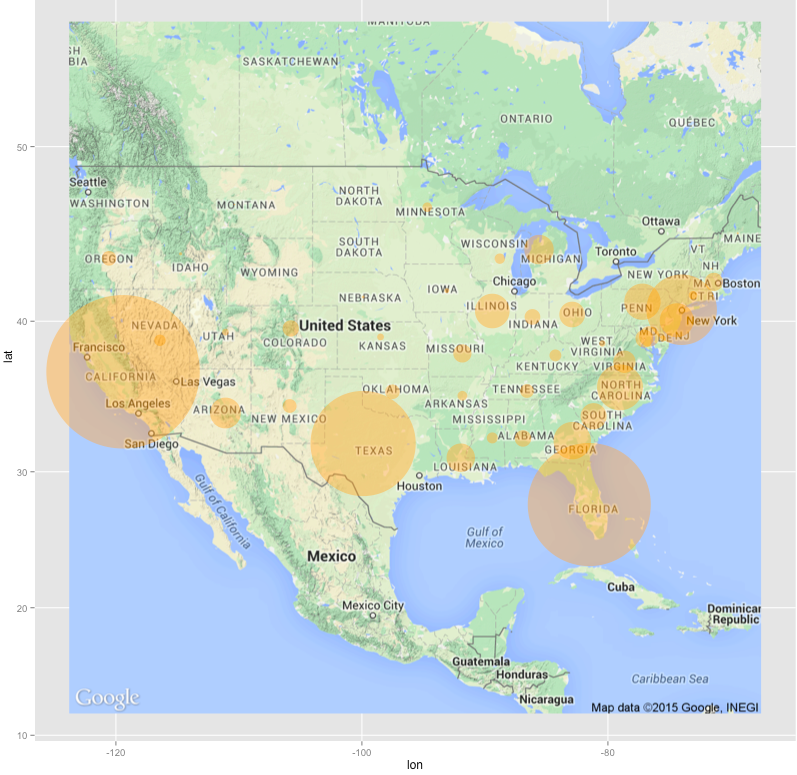 MANITOBA
SH
BIA
SASKATCHEWAN
ONTARIO
QUÉBEC
50
Seattle
WASHINGTON
MONTANA
NORTH
DAKOTA
MINNESOTA
Ottawa
MAINE
SOUTH
DAKOTA
WISCONSIN
Toronto
VT
OREGON
IDAHO
WYOMING
MICHIGAN
NEW YORK
NH
Chicago
MA
Boston
CT RI
IOWA
NEBRASKA
ILLINOIS
PENN
OHIO
40
NEVADA
United States
INDIANA
New York
UTAH
COLORADO
KANSAS
MISSOURI
WEST
VIRGINIA
MD
DE
NJ
Francisco
KENTUCKY
VIRGINIA
CALIFORNIA
Las Vegas
OKLAHOMA
TENNESSEE
NORTH
CAROLINA
Los Angeles
ARIZONA
NEW MEXICO
ARKANSAS
MISSISSIPPI
SOUTH
CAROLINA
San Diego
TEXAS
ALABAMA
GEORGIA
30
LOUISIANA
Houston
Gulf of California
FLORIDA
Gulf of
Mexico
Mexico
Cuba
20
Mexico City
Dominican
Republic
Guatemala
Honduras
Caribbean Sea
Nicaragua
Google
Map data ©2015 Google, INEGI
10
-120
-100
-80
lon
lat